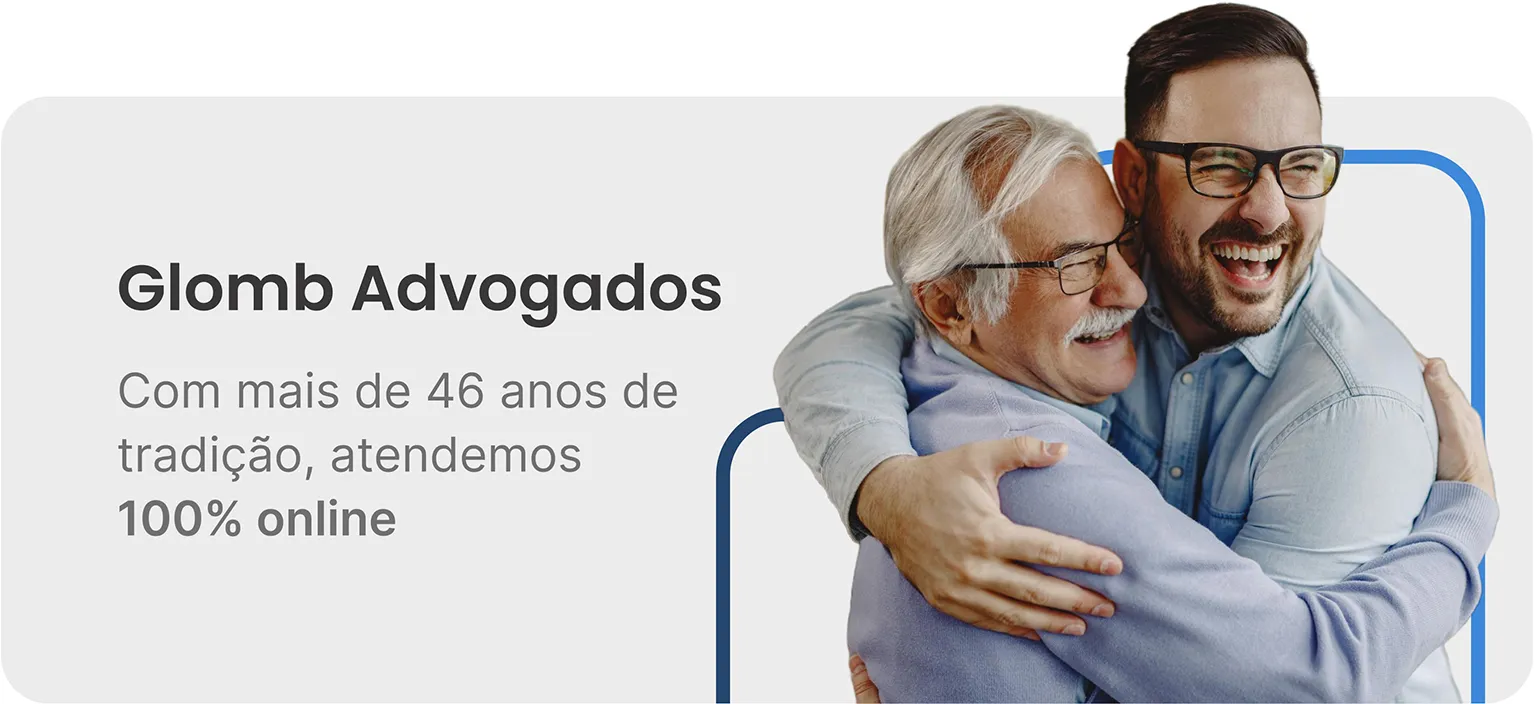 Glomb Advogados
Com mais de 46 anos de
tradição, atendemos
100% online